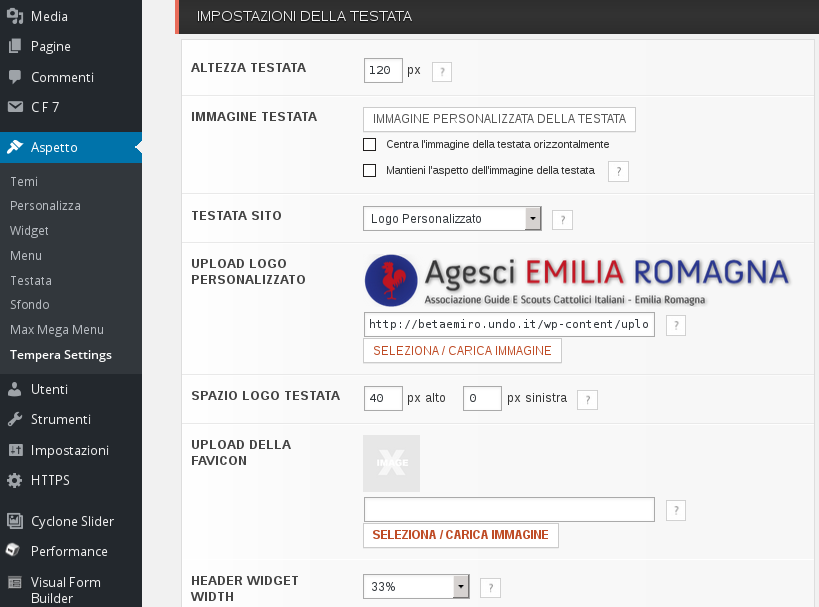 Media
Pagine
Commenti
C F 7
Aspetto
Temi
Personalizza
Widget
Menu
Testata
Sfondo
Max Mega Menu
Tempera Settings
Utenti
Strumenti
Impostazioni
HTTPS
Cyclone Slider
Performance
Visual Form
Builder
IMPOSTAZIONI DELLA TESTATA
ALTEZZA TESTATA 120 px ?
IMMAGINE TESTATA IMMAGINE PERSONALIZZATA DELLA TESTATA
Centra l'immagine della testata orizzontalmente
Mantieni l'aspetto dell'immagine della testata ?
TESTATA SITO Logo Personalizzato ?
UPLOAD LOGO
PERSONALIZZATO
Agesci EMILIA ROMAGNA
Associazione Guide E Scouts Cattolici Italiani - Emilia Romagna
http://betaemiro.undo.it/wp-content/uplo ?
SELEZIONA / CARICA IMMAGINE
SPAZIO LOGO TESTATA 40 px alto 0 px sinistra ?
UPLOAD DELLA
FAVICON
IMAGE
?
SELEZIONA / CARICA IMMAGINE
HEADER WIDGET
WIDTH
33% ?